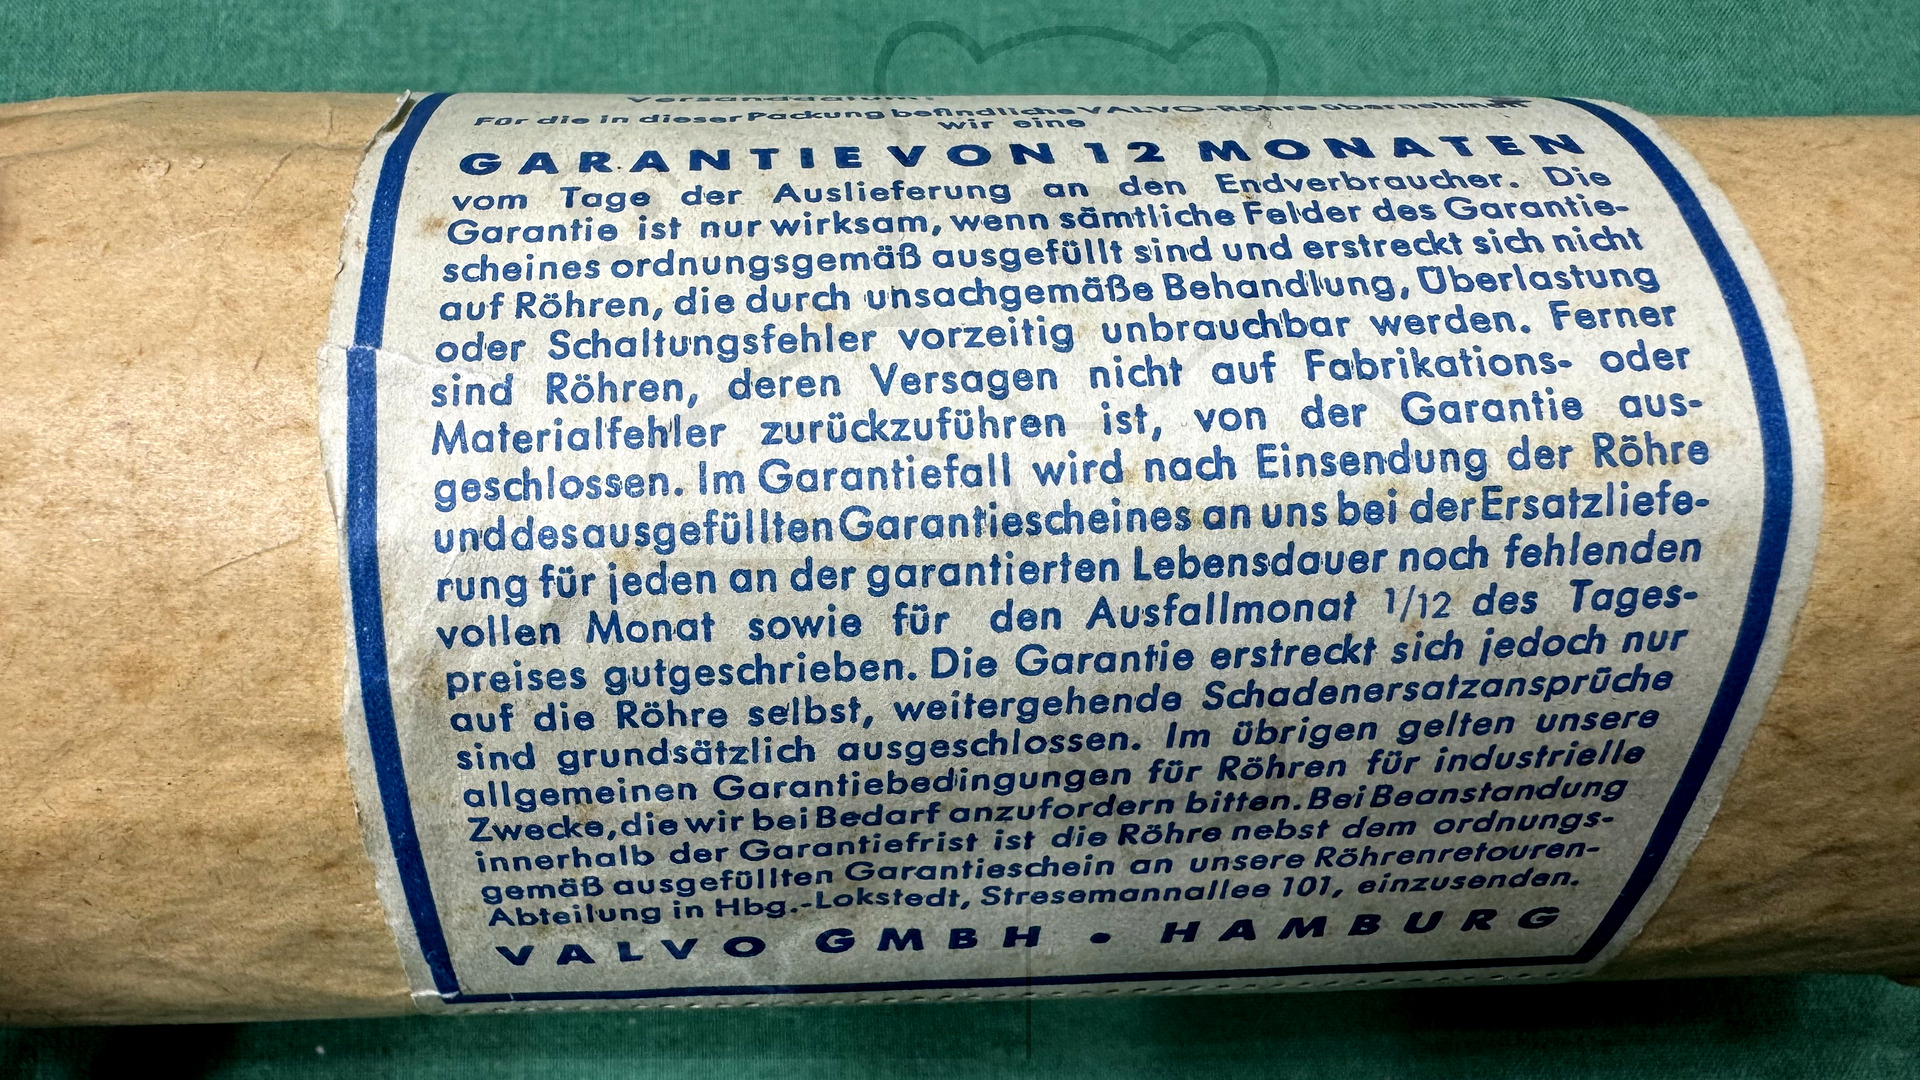 Versanddatum:
Für die in dieser Packung befindliche VALVO-Röhre übernehmen
wir eine
GARANTIE VON 12 MONATEN
vom Tage der Auslieferung an den Endverbraucher. Die
Garantie ist nur wirksam, wenn sämtliche Felder des Garantie-
scheines ordnungsgemäß ausgefüllt sind und erstreckt sich nicht
auf Röhren, die durch unsachgemäße Behandlung, Überlastung
oder Schaltungsfehler vorzeitig unbrauchbar werden. Ferner
sind Röhren, deren Versagen nicht auf Fabrikations- oder
Materialfehler zurückzuführen ist, von der Garantie aus-
geschlossen. Im Garantiefall wird nach Einsendung der Röhre
und des ausgefüllten Garantiescheines an uns bei der Ersatzliefe-
rung für jeden an der garantierten Lebensdauer noch fehlenden
vollen Monat sowie für den Ausfallmonat 1/12 des Tages-
preises gutgeschrieben. Die Garantie erstreckt sich jedoch nur
auf die Röhre selbst, weitergehende Schadenersatzansprüche
sind grundsätzlich ausgeschlossen. Im übrigen gelten unsere
allgemeinen Garantiebedingungen für Röhren für industrielle
Zwecke, die wir bei Bedarf anzufordern bitten. Bei Beanstandung
innerhalb der Garantiefrist ist die Röhre nebst dem ordnungs-
gemäß ausgefüllten Garantieschein an unsere Röhrenretouren-
Abteilung in Hbg.-Lokstedt, Stresemannallee 101, einzusenden.
VALVO GMBH • HAMBURG